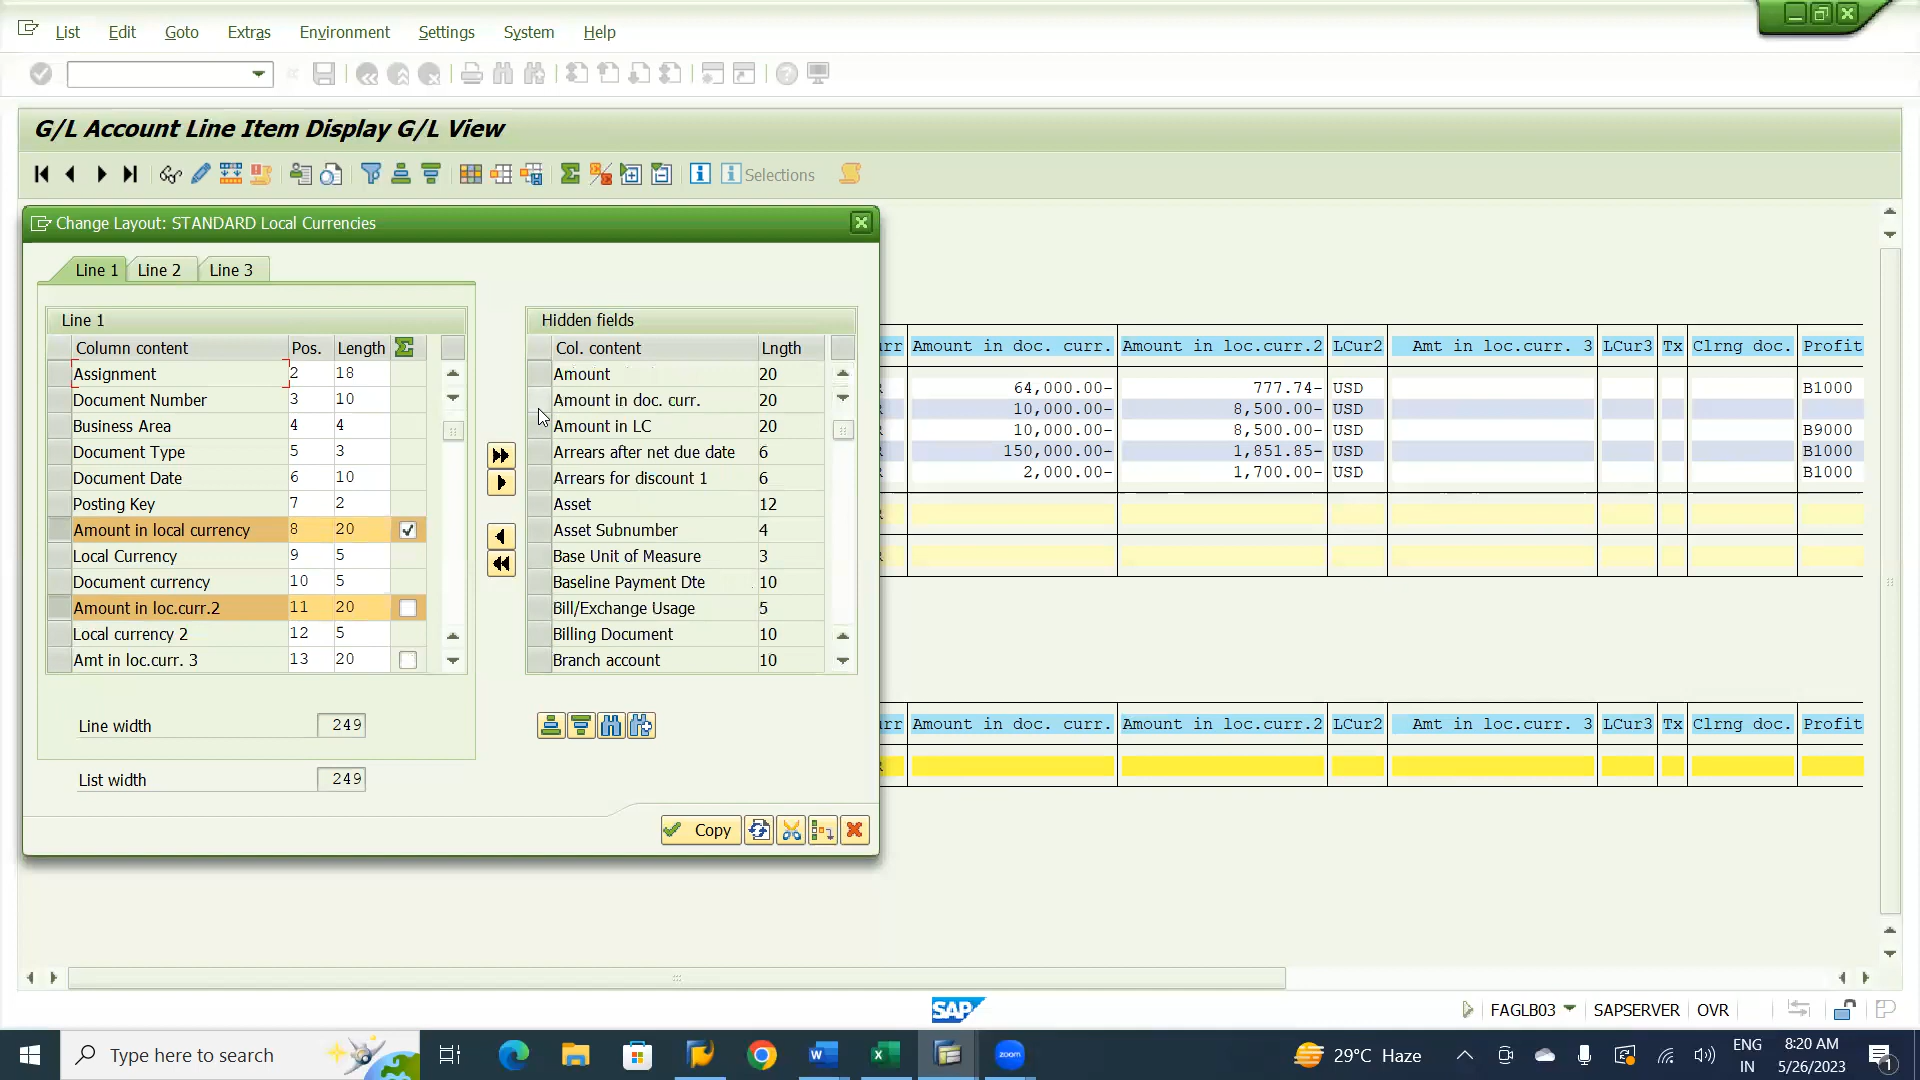 List Edit Goto Extras Environment Settings System Help
G/L Account Line Item Display G/L View
Selections
Change Layout: STANDARD Local Currencies
Line 1 Line 2 Line 3
Line 1
Column content Pos. Length
Assignment 2 18
Document Number 3 10
Business Area 4 4
Document Type 5 3
Document Date 6 10
Posting Key 7 2
Amount in local currency 8 20
Local Currency 9 5
Document currency 10 5
Amount in loc.curr.2 11 20
Local currency 2 12 5
Amt in loc.curr. 3 13 20
Line width 249
List width 249
Hidden fields
Col. content Lngth
Amount 20
Amount in doc. curr. 20
Amount in LC 20
Arrears after net due date 6
Arrears for discount 1 6
Asset 12
Asset Subnumber 4
Base Unit of Measure 3
Baseline Payment Dte 10
Bill/Exchange Usage 5
Billing Document 10
Branch account 10
Copy
Amount in doc. curr. Amount in loc.curr.2 LCur2 Amt in loc.curr. 3 LCur3 Tx Clrng doc. Profit
64,000.00- 777.74- USD B1000
10,000.00- 8,500.00- USD
10,000.00- 8,500.00- USD B9000
150,000.00- 1,851.85- USD B1000
2,000.00- 1,700.00- USD B1000
Amount in doc. curr. Amount in loc.curr.2 LCur2 Amt in loc.curr. 3 LCur3 Tx Clrng doc. Profit
SAP
FAGLB03 SAPSERVER OVR
Type here to search
zoom
29°C Haze
ENG
IN
8:20 AM
5/26/2023
1